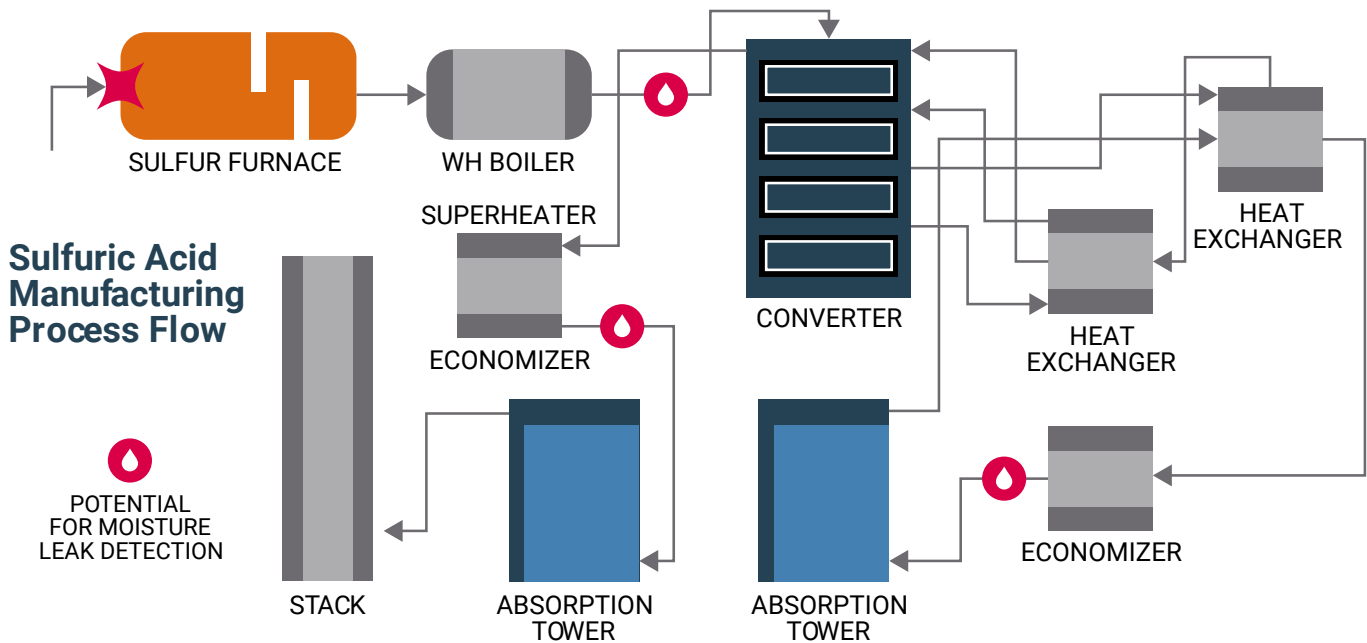 SULFUR FURNACE
WH BOILER
SUPERHEATER
Sulfuric Acid
Manufacturing
Process Flow
ECONOMIZER
CONVERTER
HEAT
EXCHANGER
HEAT
EXCHANGER
POTENTIAL
FOR MOISTURE
LEAK DETECTION
STACK
ABSORPTION
TOWER
ABSORPTION
TOWER
ECONOMIZER